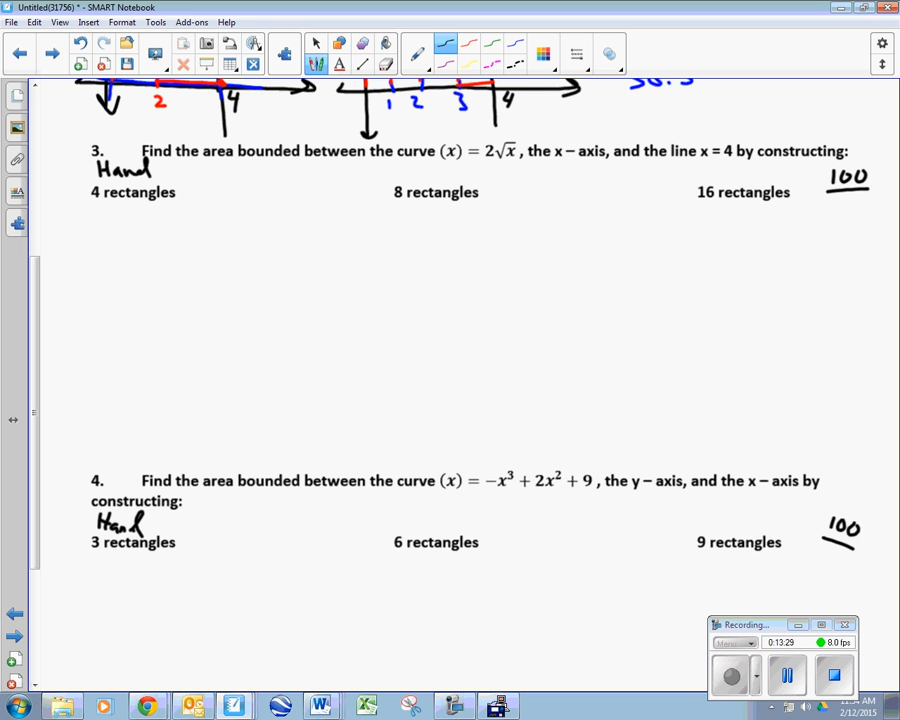 Untitled(31756) * - SMART Notebook
File Edit View Insert Format Tools Add-ons Help
2 4 1 2 3 4
3. Find the area bounded between the curve (x) = 2√x , the x – axis, and the line x = 4 by constructing:
Hand
4 rectangles 8 rectangles 16 rectangles 100
4. Find the area bounded between the curve (x) = −x³ + 2x² + 9 , the y – axis, and the x – axis by
constructing:
Hand
3 rectangles 6 rectangles 9 rectangles 100
Recording...
Menu 0:13:29 8.0 fps
11:54 AM
2/12/2015